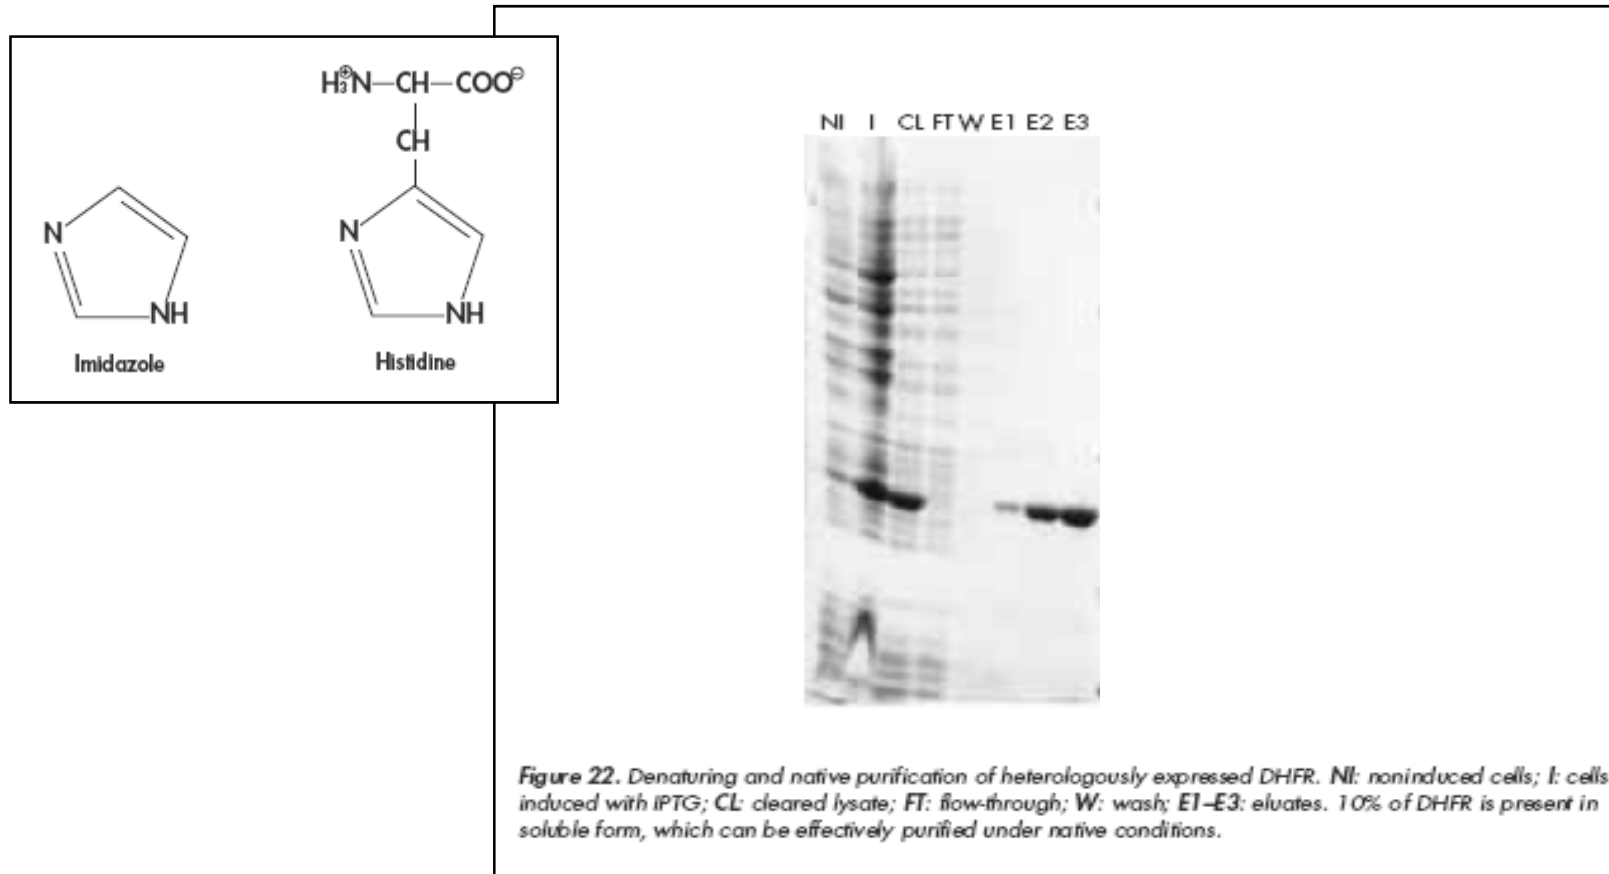 H₃⊕N—CH—COO⊖
CH
N
NH
Imidazole
N
NH
Histidine
NI I CL FT W E1 E2 E3
Figure 22. Denaturing and native purification of heterologously expressed DHFR. NI: noninduced cells; I: cells
induced with IPTG; CL: cleared lysate; FT: flow-through; W: wash; E1–E3: eluates. 10% of DHFR is present in
soluble form, which can be effectively purified under native conditions.